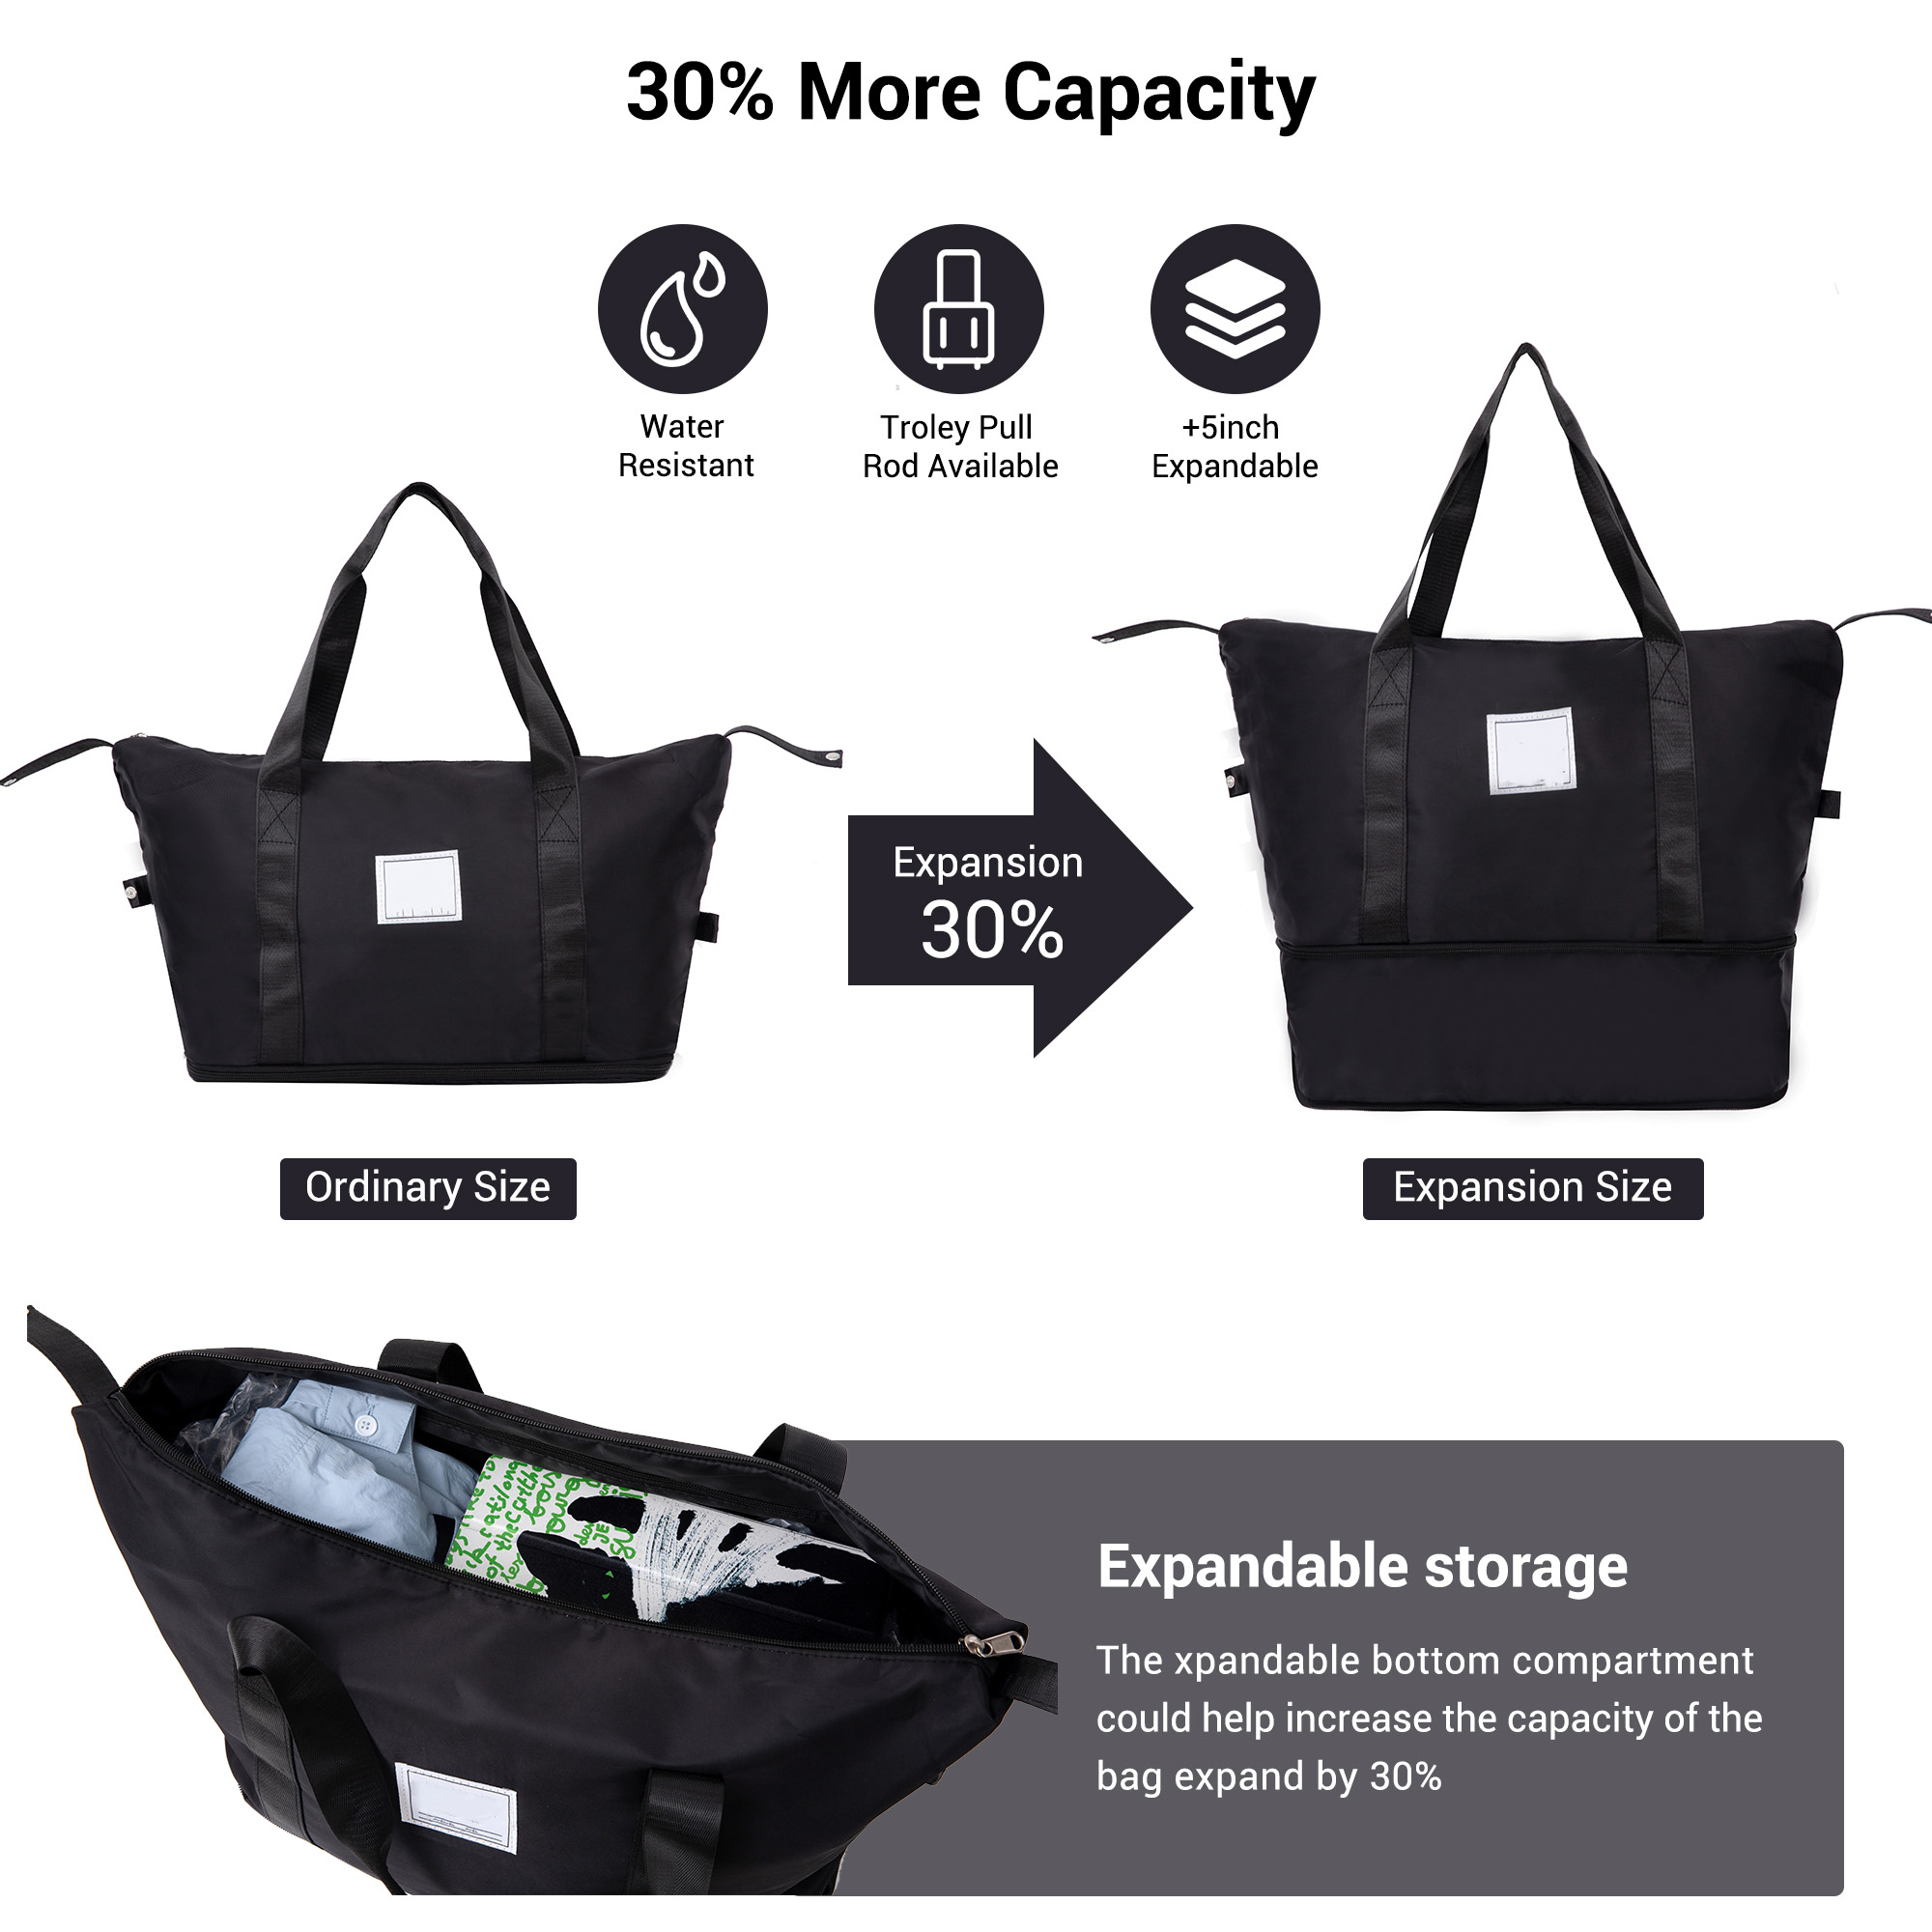 30% More Capacity
Water
Resistant
Troley Pull
Rod Available
+5inch
Expandable
Expansion
30%
Ordinary Size
Expansion Size
Expandable storage
The xpandable bottom compartment
could help increase the capacity of the
bag expand by 30%